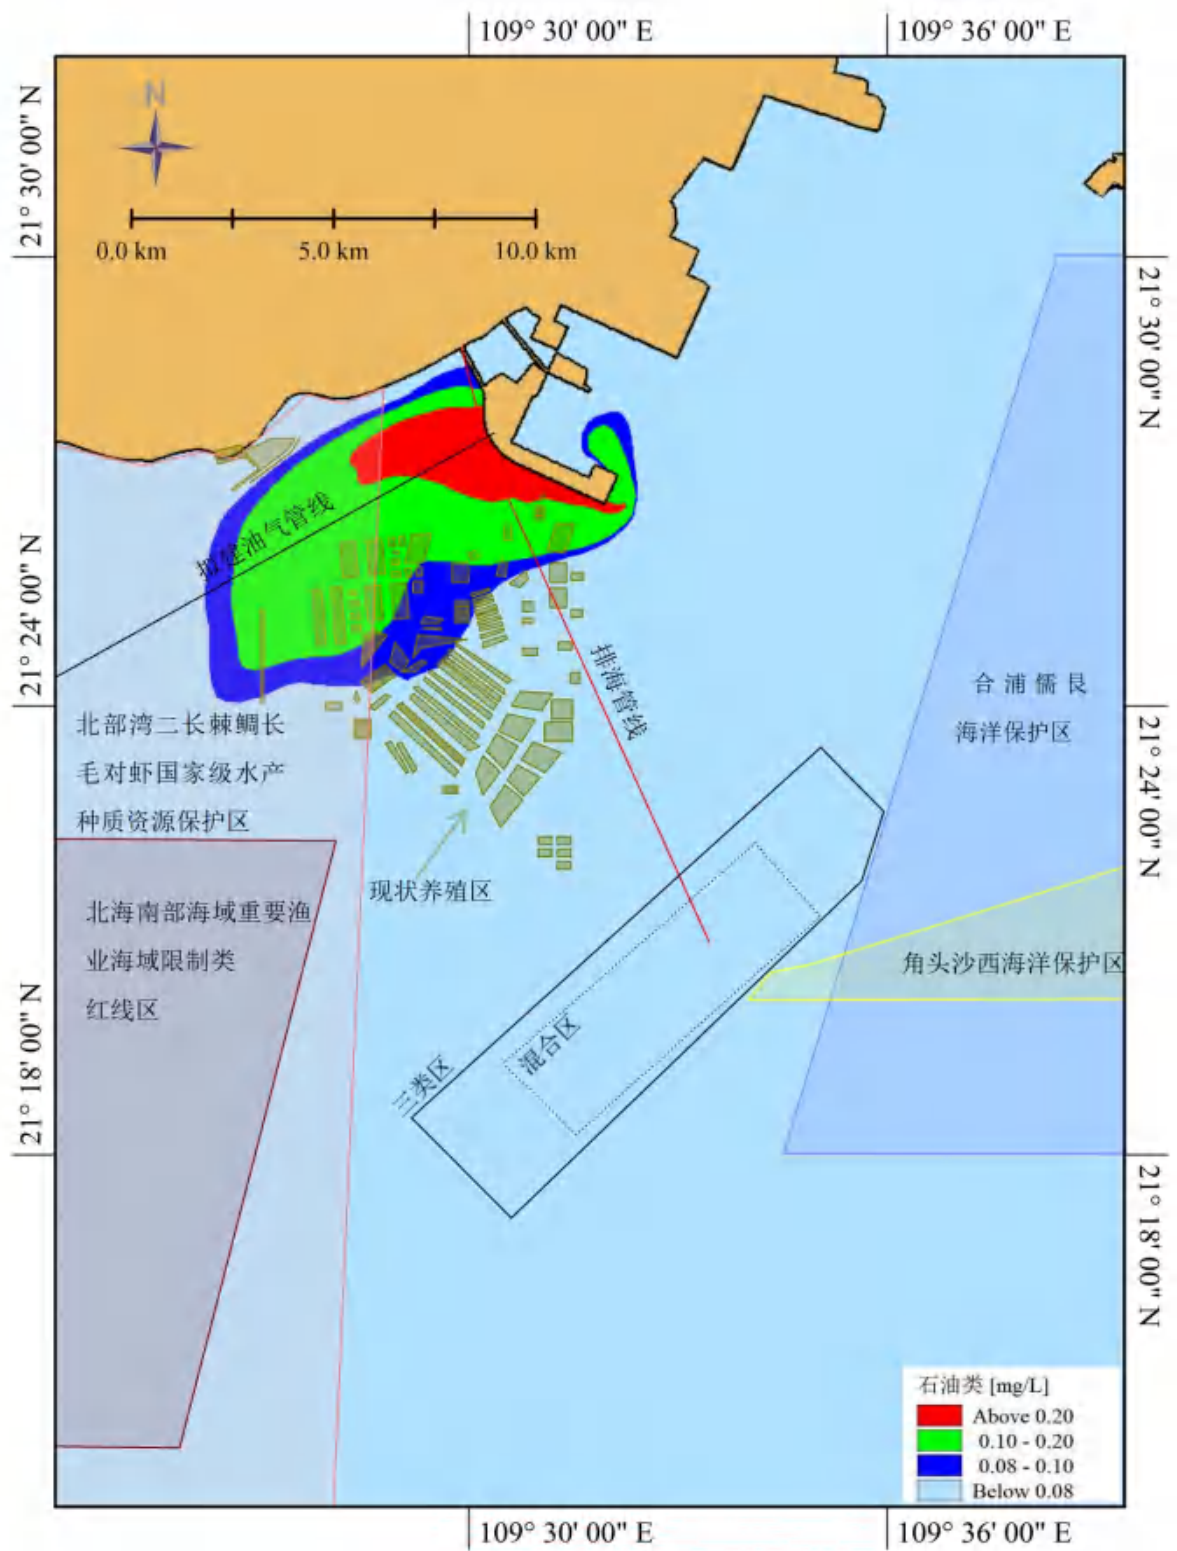 109° 30' 00" E
109° 36' 00" E
N
21° 30' 00" N
0.0 km
5.0 km
10.0 km
21° 30' 00" N
拟建油气管线
21° 24' 00" N
排海管线
合浦儒艮
海洋保护区
北部湾二长棘鲷长
毛对虾国家级水产
种质资源保护区
21° 24' 00" N
现状养殖区
北海南部海域重要渔
业海域限制类
红线区
角头沙西海洋保护区
混合区
三类区
21° 18' 00" N
21° 18' 00" N
石油类 [mg/L]
Above 0.20
0.10 - 0.20
0.08 - 0.10
Below 0.08
109° 30' 00" E
109° 36' 00" E